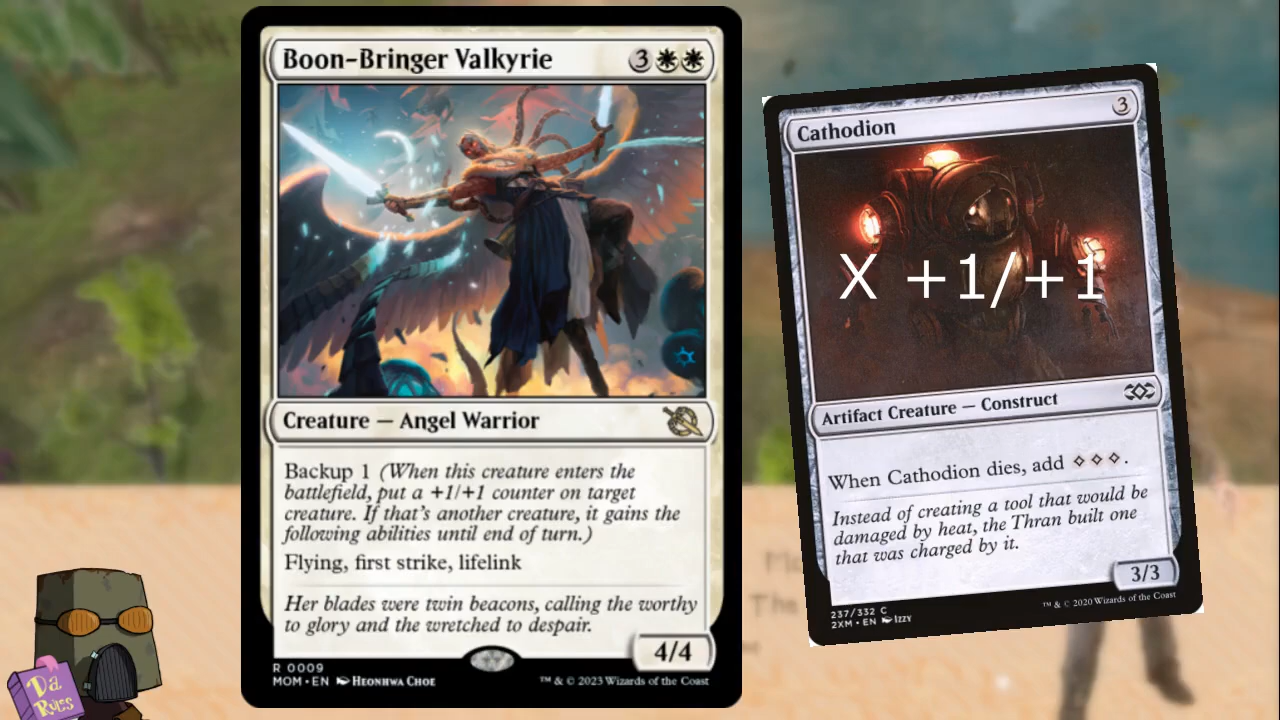 Boon-Bringer Valkyrie 3
Creature — Angel Warrior
Backup 1 (When this creature enters the
battlefield, put a +1/+1 counter on target
creature. If that's another creature, it gains the
following abilities until end of turn.)
Flying, first strike, lifelink
Her blades were twin beacons, calling the worthy
to glory and the wretched to despair.
4/4
R 0009
MOM • EN Heonhwa Choe
™ & © 2023 Wizards of the Coast
Cathodion 3
X +1/+1
Artifact Creature — Construct
When Cathodion dies, add
Instead of creating a tool that would be
damaged by heat, the Thran built one
that was charged by it.
3/3
237/332 C
2XM • EN Izzy
™ & © 2020 Wizards of the Coast
Da
Rules
The